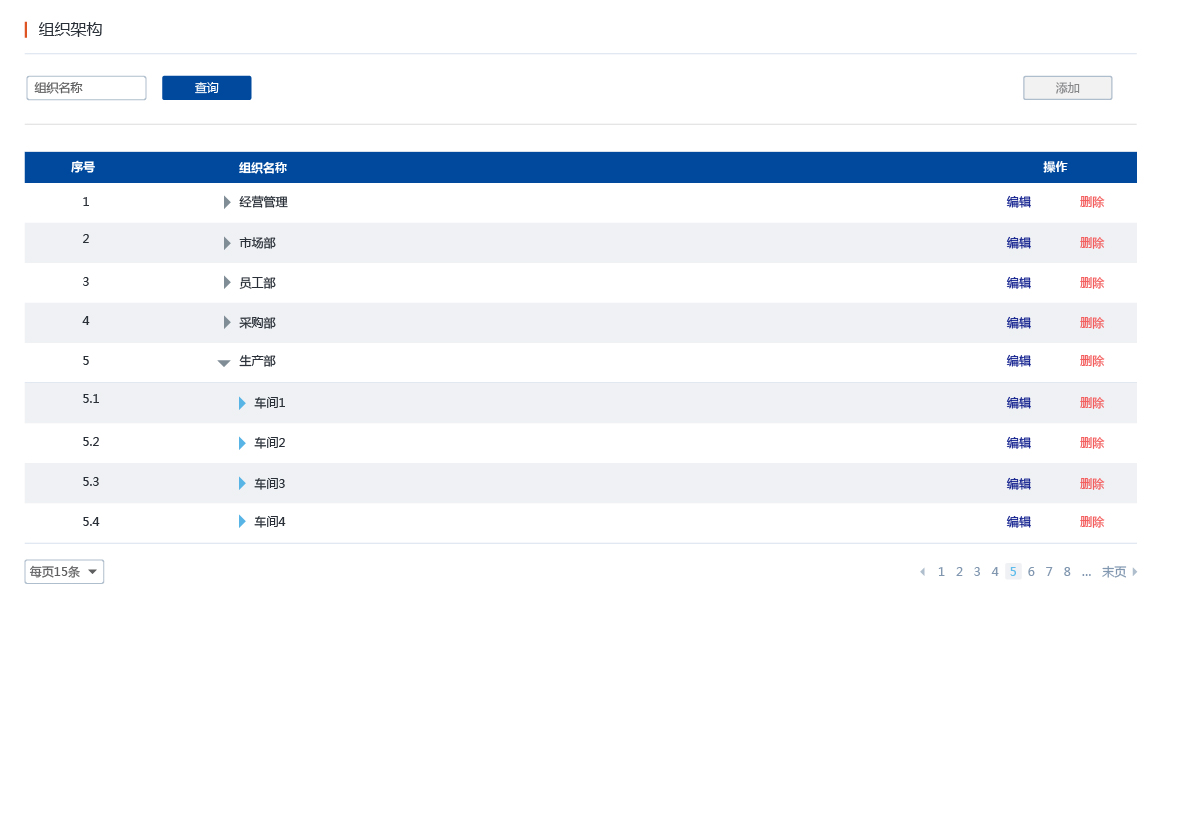 组织架构
组织名称 查询 添加
序号 组织名称 操作
1 经营管理 编辑 删除
2 市场部 编辑 删除
3 员工部 编辑 删除
4 采购部 编辑 删除
5 生产部 编辑 删除
5.1 车间1 编辑 删除
5.2 车间2 编辑 删除
5.3 车间3 编辑 删除
5.4 车间4 编辑 删除
每页15条 1 2 3 4 5 6 7 8 ... 末页